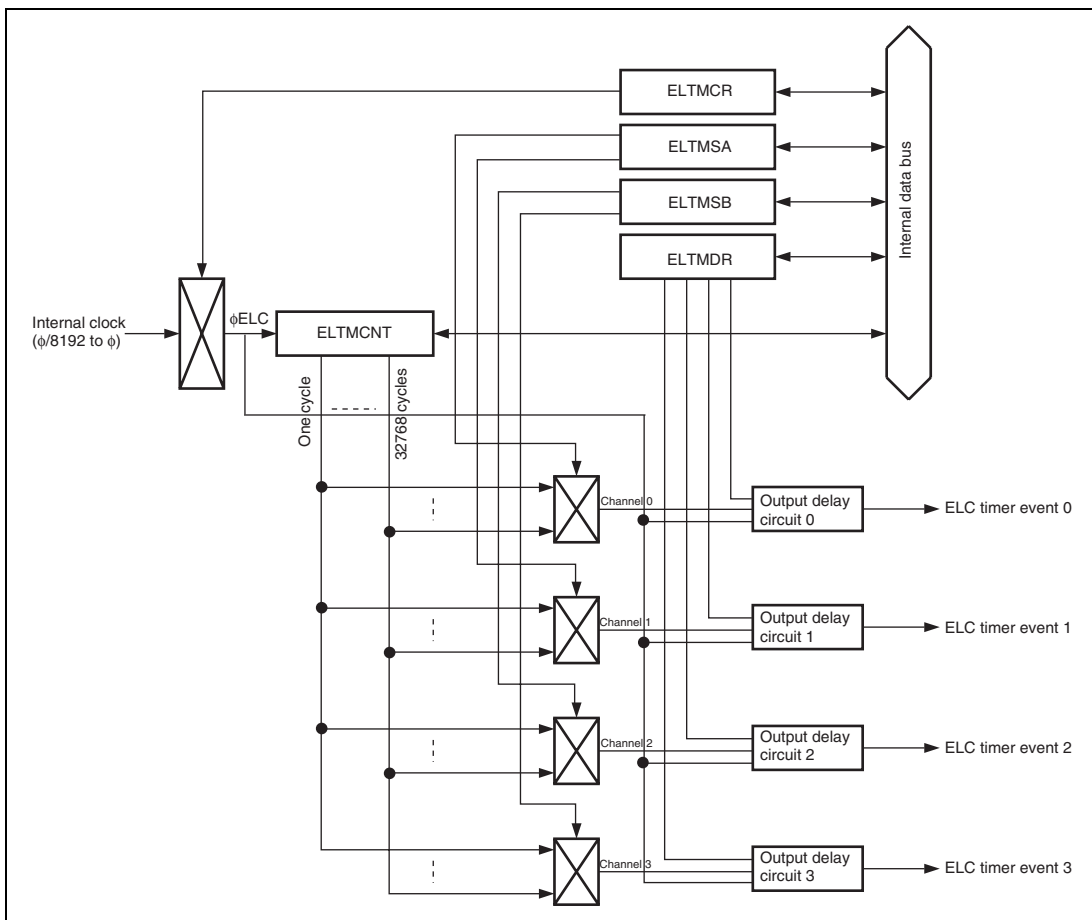 ELTMCR
ELTMSA
ELTMSB
ELTMDR
Internal data bus
Internal clock
(ϕ/8192 to ϕ)
ϕELC
ELTMCNT
One cycle
32768 cycles
Channel 0
Output delay
circuit 0
ELC timer event 0
Channel 1
Output delay
circuit 1
ELC timer event 1
Channel 2
Output delay
circuit 2
ELC timer event 2
Channel 3
Output delay
circuit 3
ELC timer event 3